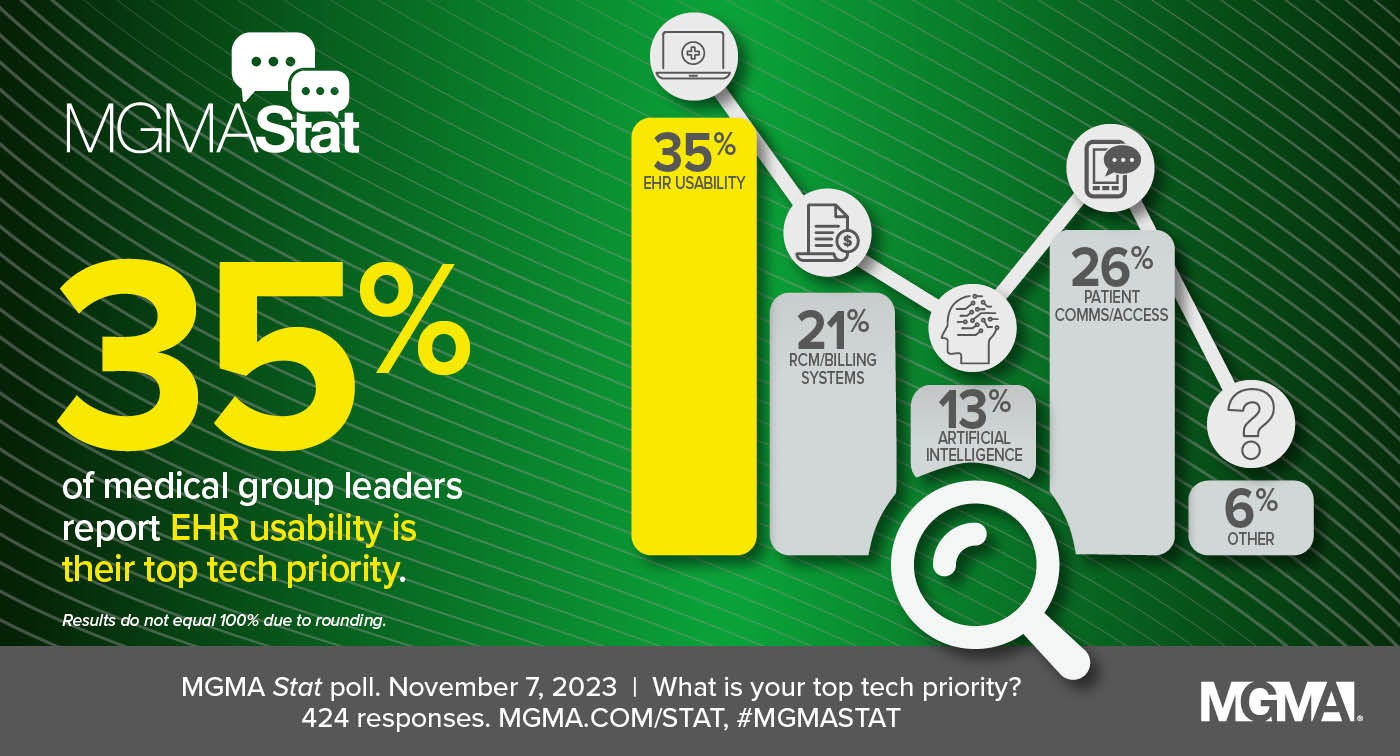 MGMAStat
35%
of medical group leaders
report EHR usability is
their top tech priority.
Results do not equal 100% due to rounding.
35%
EHR USABILITY
$
21%
RCM/BILLING
SYSTEMS
13%
ARTIFICIAL
INTELLIGENCE
26%
PATIENT
COMMS/ACCESS
?
6%
OTHER
MGMA Stat poll. November 7, 2023 | What is your top tech priority?
424 responses. MGMA.COM/STAT, #MGMASTAT
MGMA®